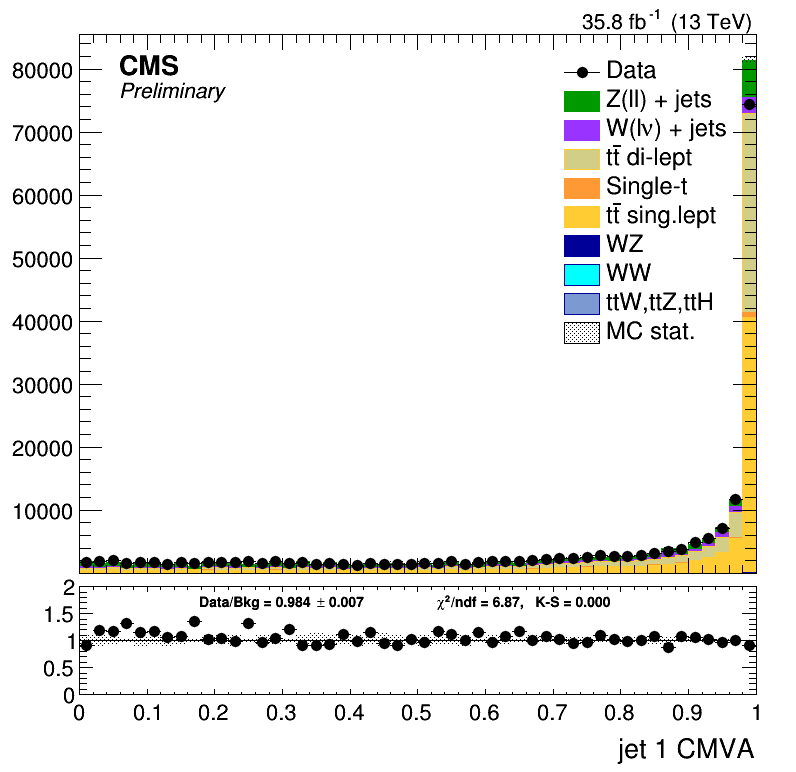 35.8 fb⁻¹ (13 TeV)
CMS
Preliminary
Data
Z(ll) + jets
W(lν) + jets
tt̄ di-lept
Single-t
tt̄ sing.lept
WZ
WW
ttW,ttZ,ttH
MC stat.
80000
70000
60000
50000
40000
30000
20000
10000
Data/Bkg = 0.984 ± 0.007 χ²/ndf = 6.87, K-S = 0.000
2
1.5
1
0.5
0
0 0.1 0.2 0.3 0.4 0.5 0.6 0.7 0.8 0.9 1
jet 1 CMVA